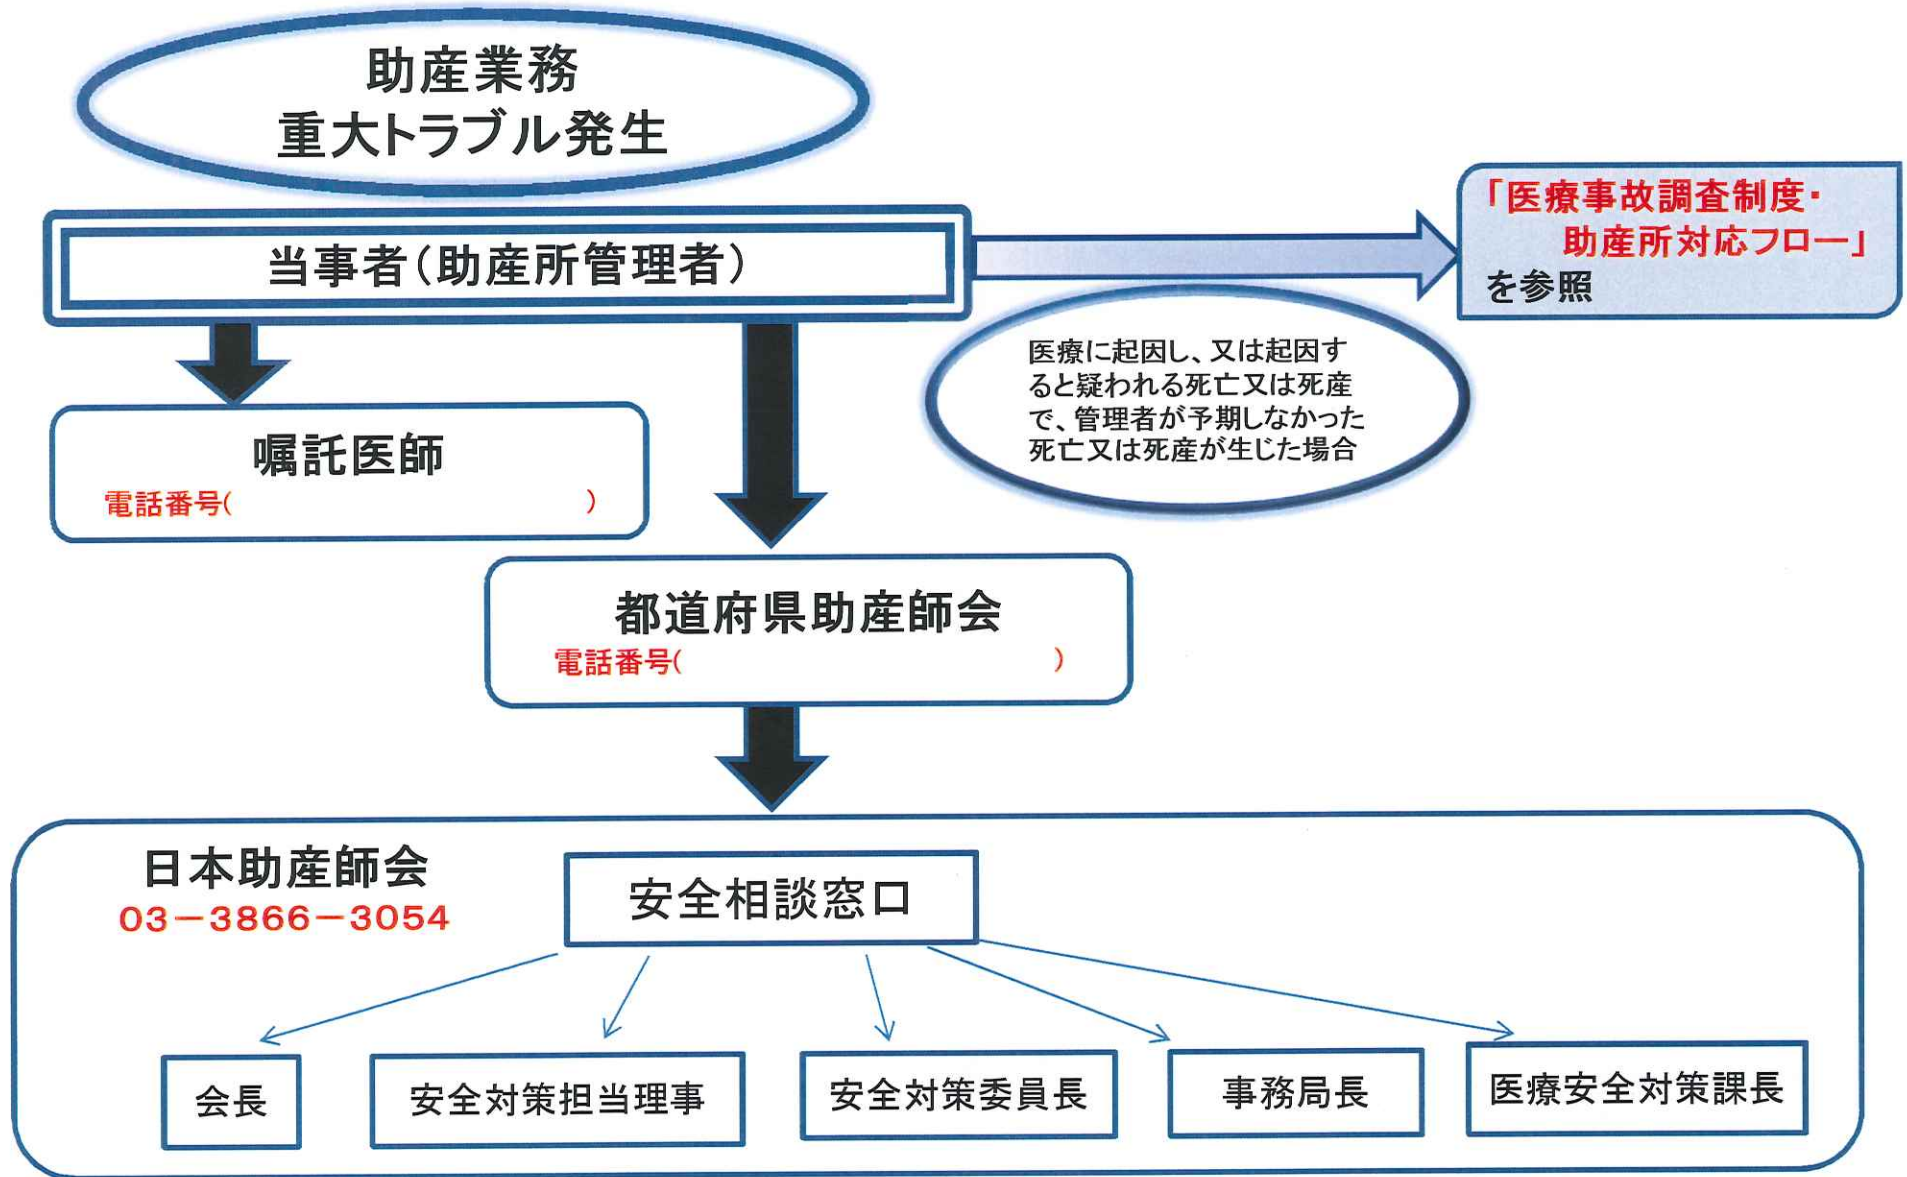 助産業務
重大トラブル発生
当事者（助産所管理者）
「医療事故調査制度・
助産所対応フロー」
を参照
医療に起因し、又は起因す
ると疑われる死亡又は死産
で、管理者が予期しなかった
死亡又は死産が生じた場合
嘱託医師
電話番号(　　　　　　　　　　)
都道府県助産師会
電話番号(　　　　　　　　　　)
日本助産師会
０３－３８６６－３０５４
安全相談窓口
会長
安全対策担当理事
安全対策委員長
事務局長
医療安全対策課長